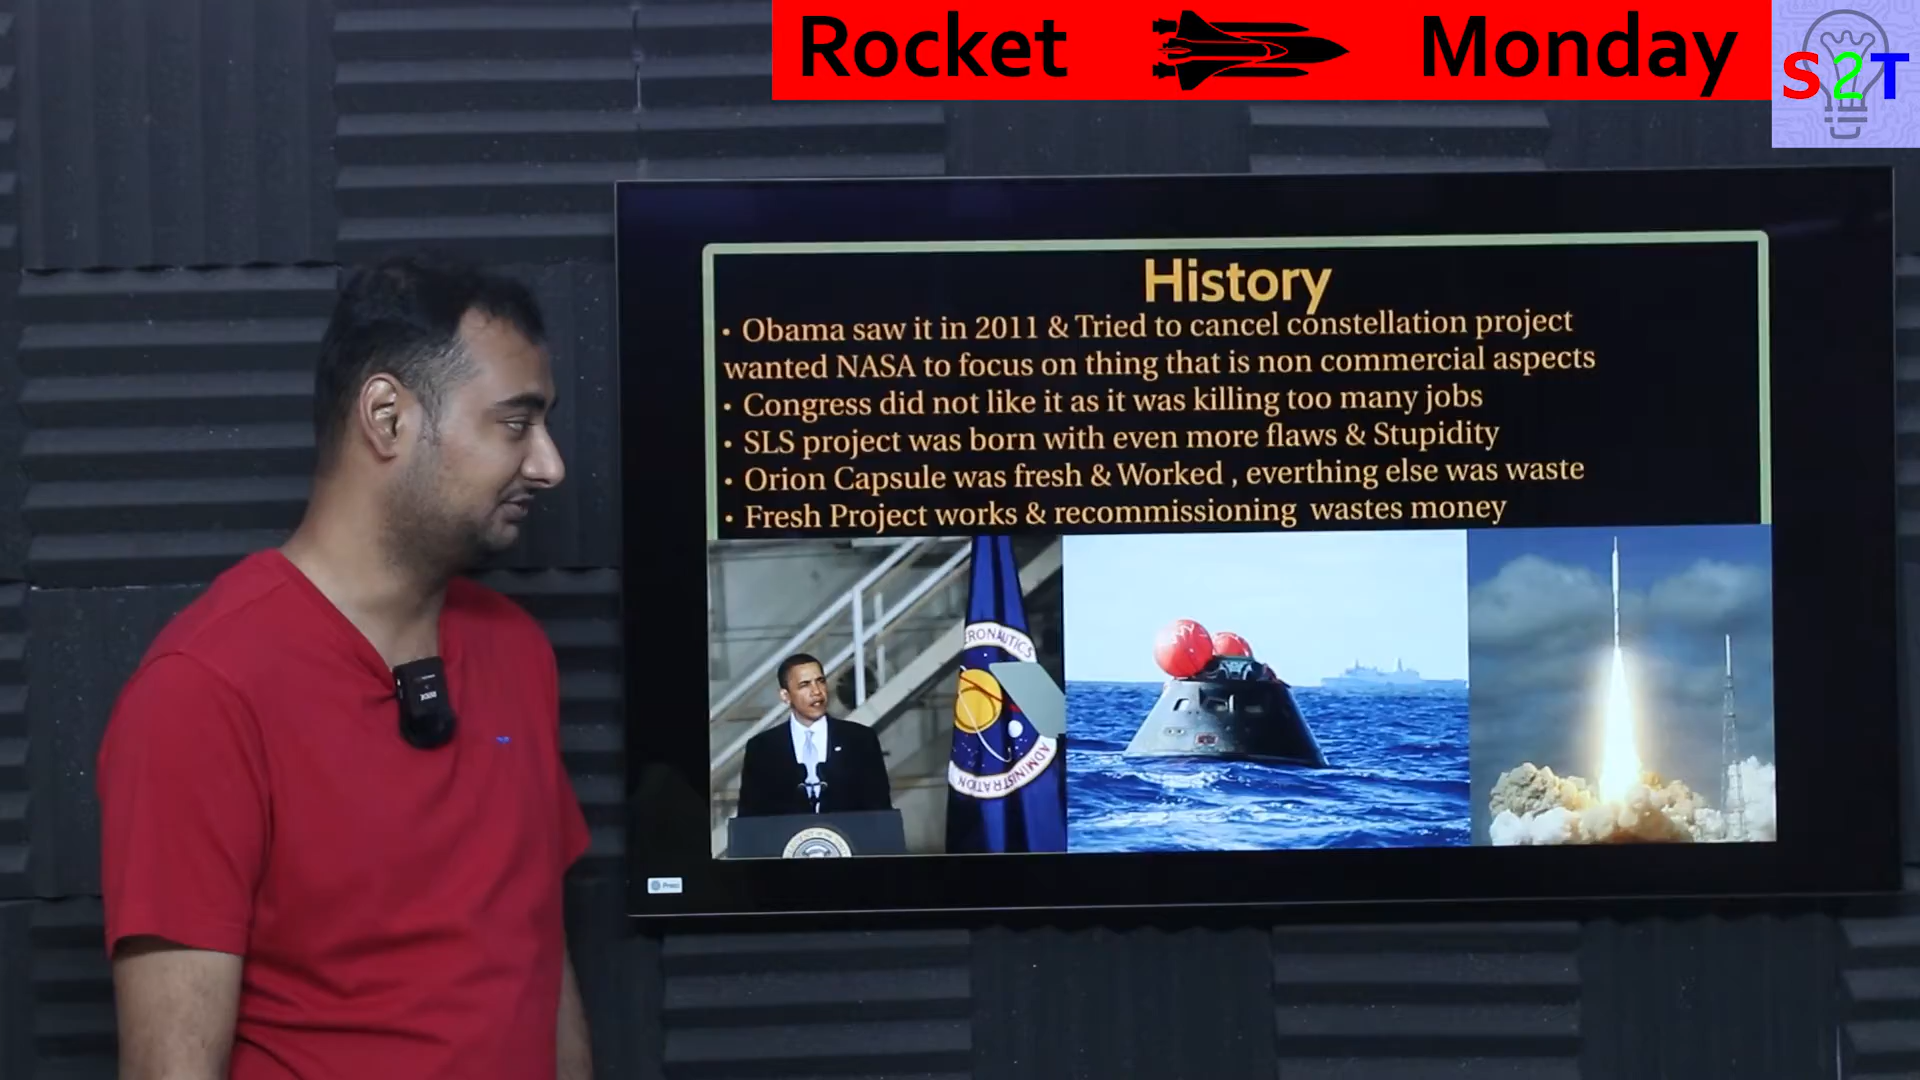 Rocket Monday
S2T
History
• Obama saw it in 2011 & Tried to cancel constellation project
wanted NASA to focus on thing that is non commercial aspects
• Congress did not like it as it was killing too many jobs
• SLS project was born with even more flaws & Stupidity
• Orion Capsule was fresh & Worked , everthing else was waste
• Fresh Project works & recommissioning wastes money
ERONAUTICS
ADMINISTRATION
Prezi